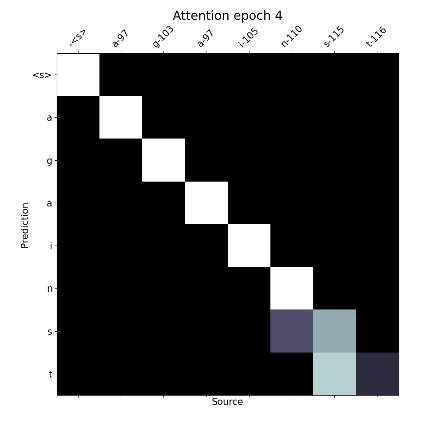 Attention epoch 4
-<s>
a-97
g-103
a-97
i-105
n-110
s-115
t-116
<s>
a
g
a
i
n
s
t
Prediction
Source